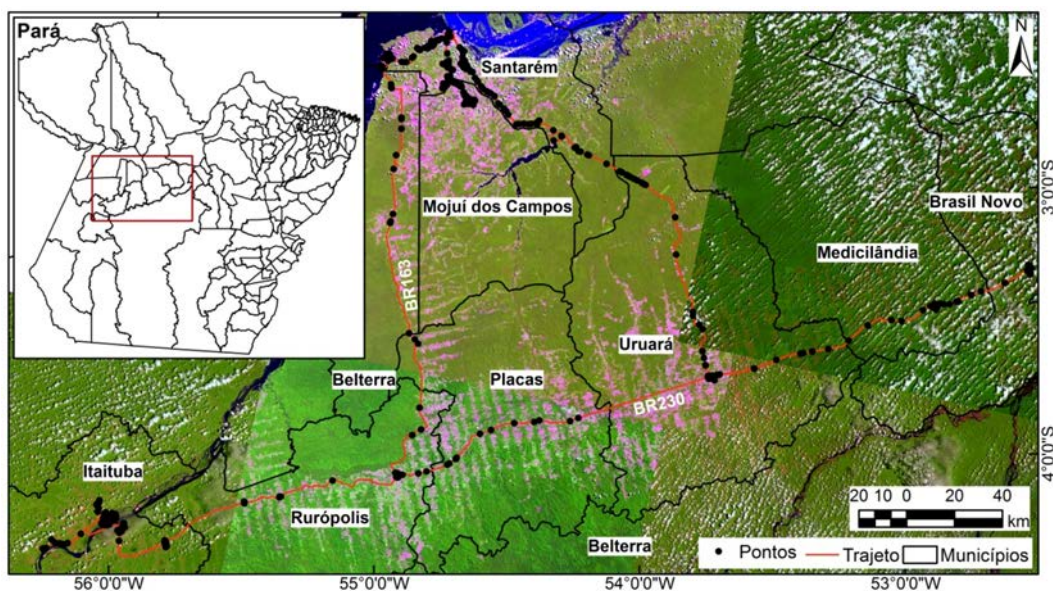 Pará
N
Santarém
Mojuí dos Campos
Brasil Novo
Medicilândia
3°0'0"W
BR163
Uruará
Belterra
Placas
BR230
4°0'0"W
Itaituba
Rurópolis
Belterra
20 10 0 20 40
km
Pontos Trajeto Municípios
56°0'0"W 55°0'0"W 54°0'0"W 53°0'0"W